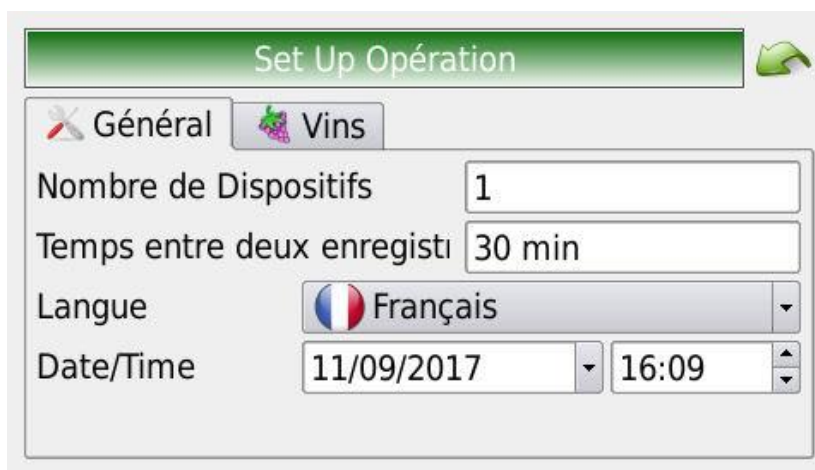 Set Up Opération
Général Vins
Nombre de Dispositifs 1
Temps entre deux enregistr 30 min
Langue Français
Date/Time 11/09/2017 16:09